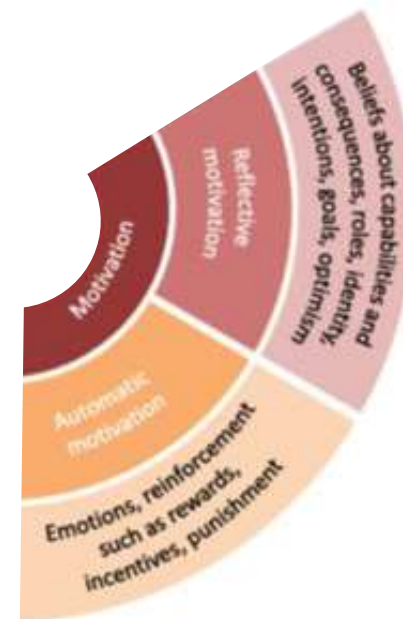 Motivation
Reflective
motivation
Beliefs about capabilities and
consequences, roles, identity,
intentions, goals, optimism
Automatic
motivation
Emotions, reinforcement
such as rewards,
incentives, punishment